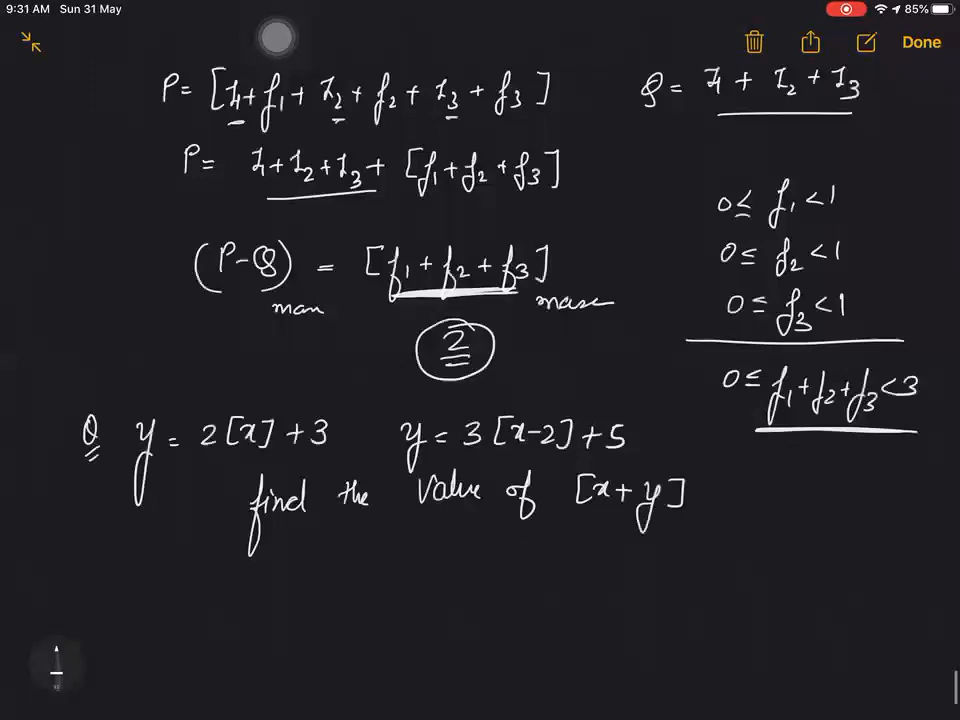 9:31 AM Sun 31 May 85%
Done
P = [I1 + f1 + I2 + f2 + I3 + f3] Q = I1 + I2 + I3
P = I1 + I2 + I3 + [f1 + f2 + f3]
0 ≤ f1 < 1
(P-Q) = [f1 + f2 + f3] 0 ≤ f2 < 1
max max 0 ≤ f3 < 1
2
0 ≤ f1 + f2 + f3 < 3
Q y = 2[x] + 3 y = 3[x-2] + 5
find the value of [x + y]